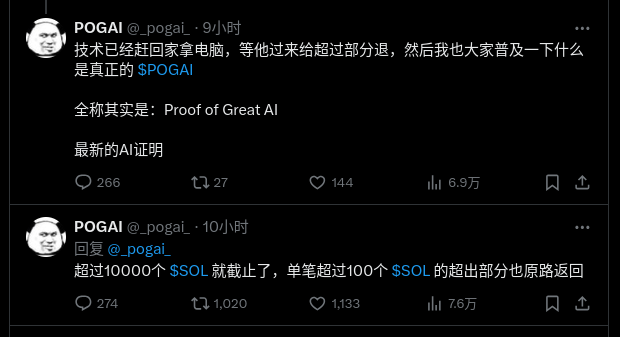 POGAI @_pogai_ · 9小时
技术已经赶回家拿电脑，等他过来给超过部分退，然后我也大家普及一下什么
是真正的 $POGAI
全称其实是：Proof of Great AI
最新的AI证明
266 27 144 6.9万
POGAI @_pogai_ · 10小时
回复 @_pogai_
超过10000个 $SOL 就截止了，单笔超过100个 $SOL 的超出部分也原路返回
274 1,020 1,133 7.6万